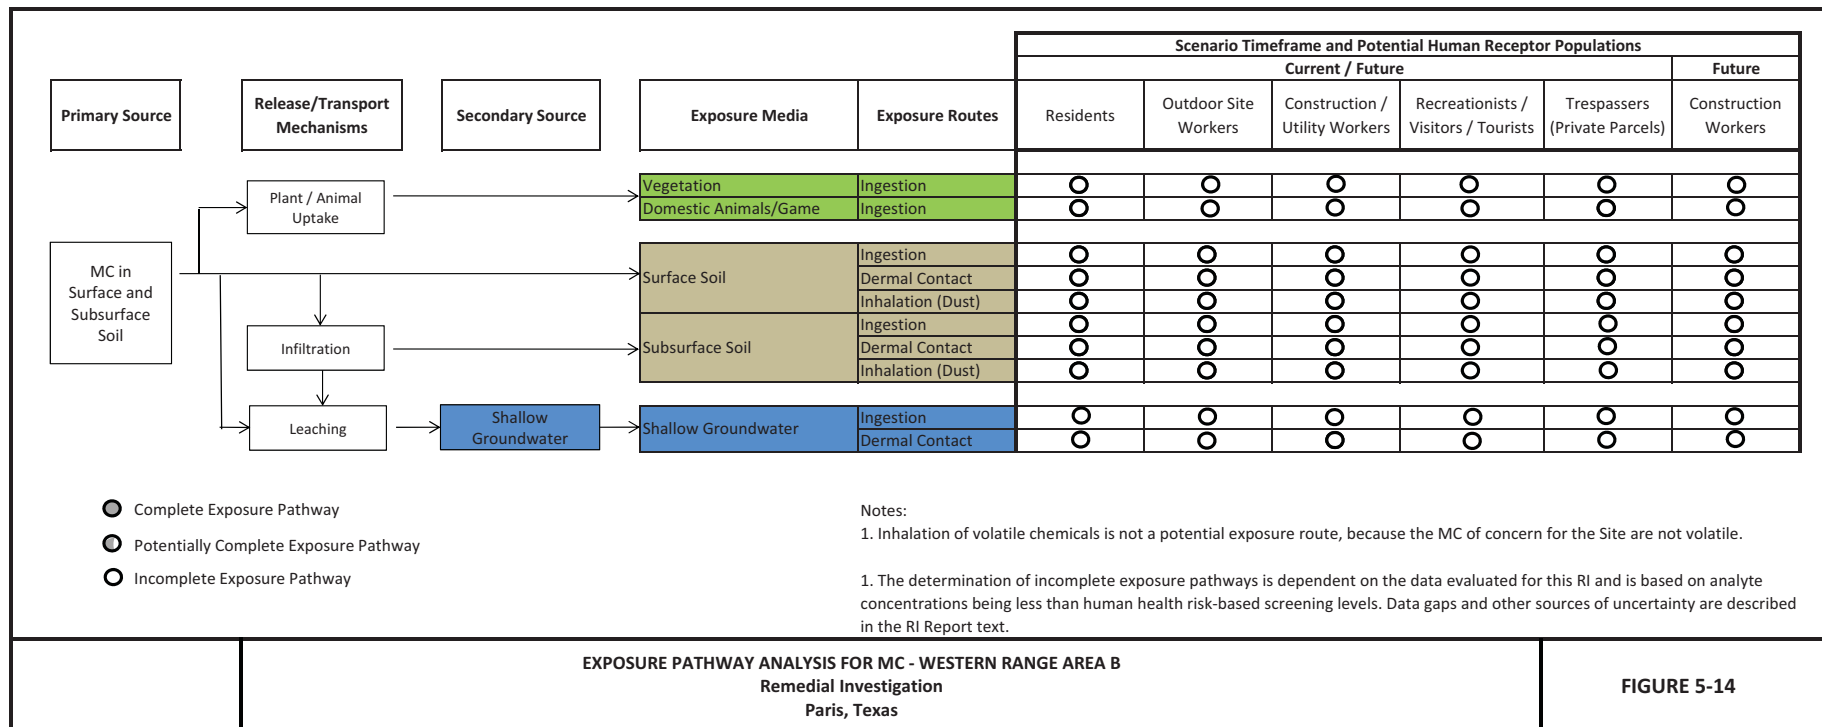 Scenario Timeframe and Potential Human Receptor Populations
Current / Future
Future
Primary Source
Release/Transport
Mechanisms
Secondary Source
Exposure Media
Exposure Routes
Residents
Outdoor Site
Workers
Construction /
Utility Workers
Recreationists /
Visitors / Tourists
Trespassers
(Private Parcels)
Construction
Workers
Plant / Animal
Uptake
Vegetation
Ingestion
Domestic Animals/Game
Ingestion
MC in
Surface and
Subsurface
Soil
Surface Soil
Ingestion
Dermal Contact
Inhalation (Dust)
Infiltration
Subsurface Soil
Ingestion
Dermal Contact
Inhalation (Dust)
Leaching
Shallow
Groundwater
Shallow Groundwater
Ingestion
Dermal Contact
Complete Exposure Pathway
Potentially Complete Exposure Pathway
Incomplete Exposure Pathway
Notes:
1. Inhalation of volatile chemicals is not a potential exposure route, because the MC of concern for the Site are not volatile.
1. The determination of incomplete exposure pathways is dependent on the data evaluated for this RI and is based on analyte
concentrations being less than human health risk-based screening levels. Data gaps and other sources of uncertainty are described
in the RI Report text.
EXPOSURE PATHWAY ANALYSIS FOR MC - WESTERN RANGE AREA B
Remedial Investigation
Paris, Texas
FIGURE 5-14